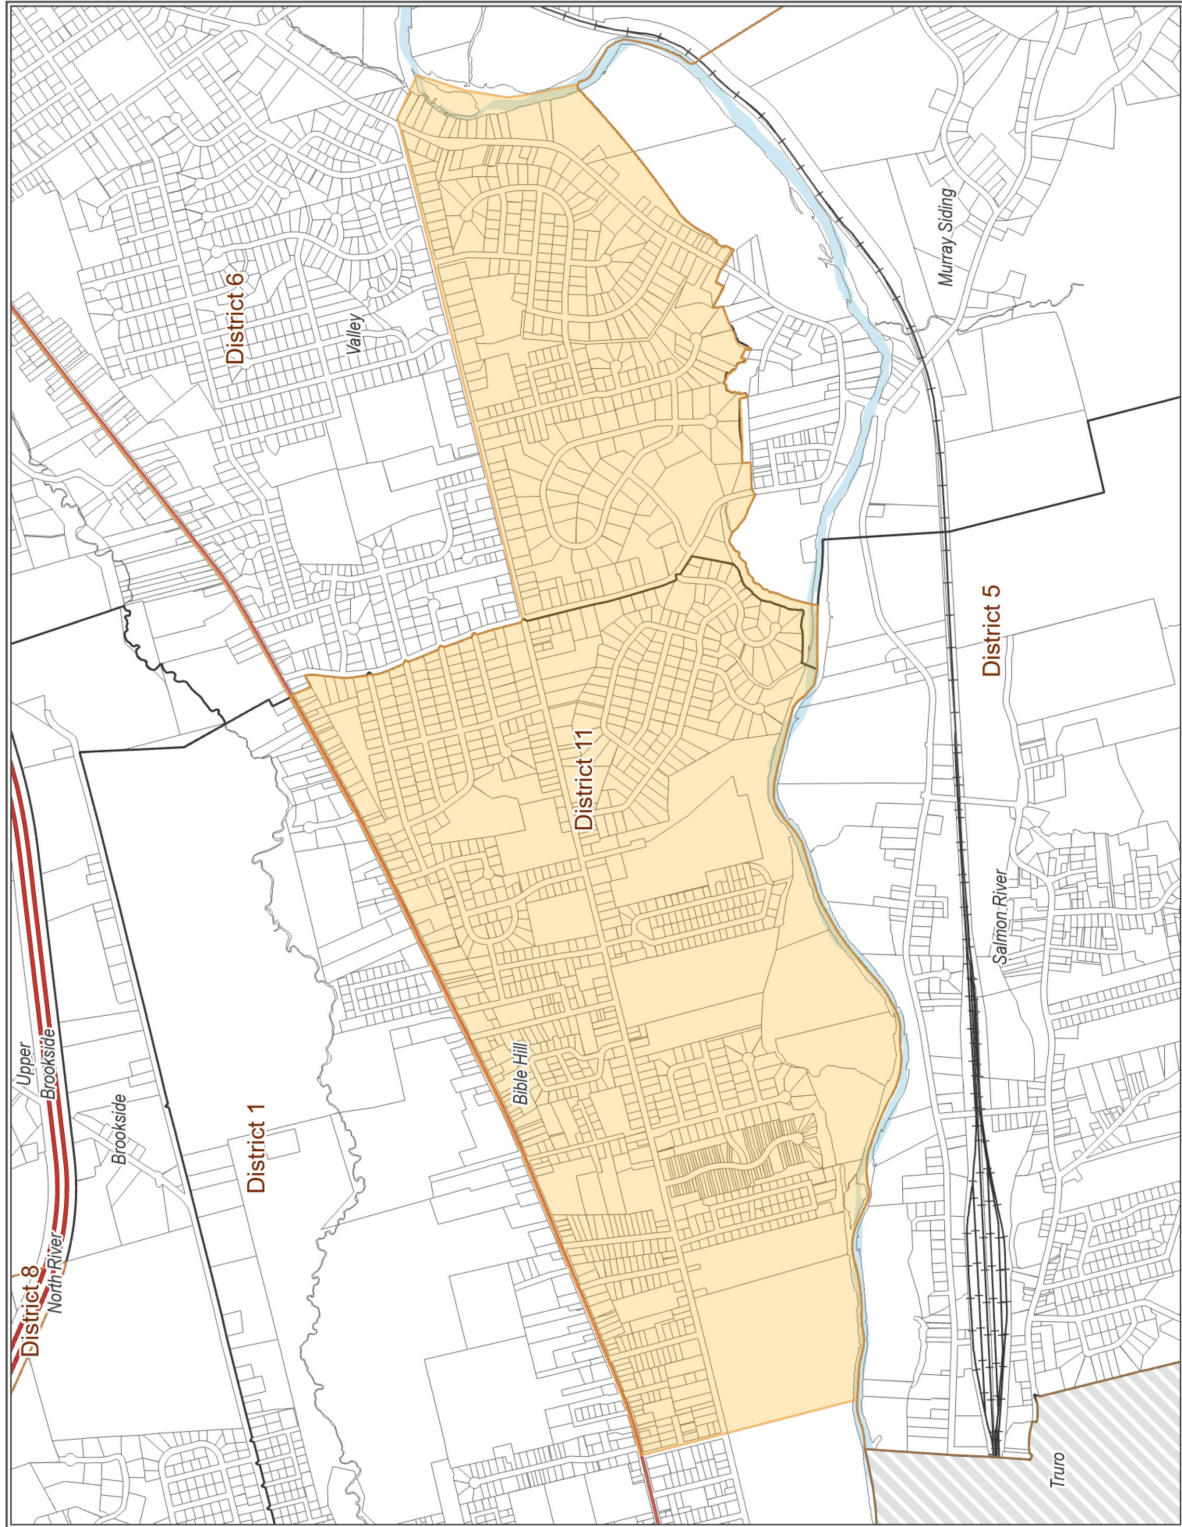 District 8
North River
Upper
Brookside
Brookside
District 1
District 6
Valley
Bible Hill
District 11
Murray Siding
District 5
Salmon River
Truro